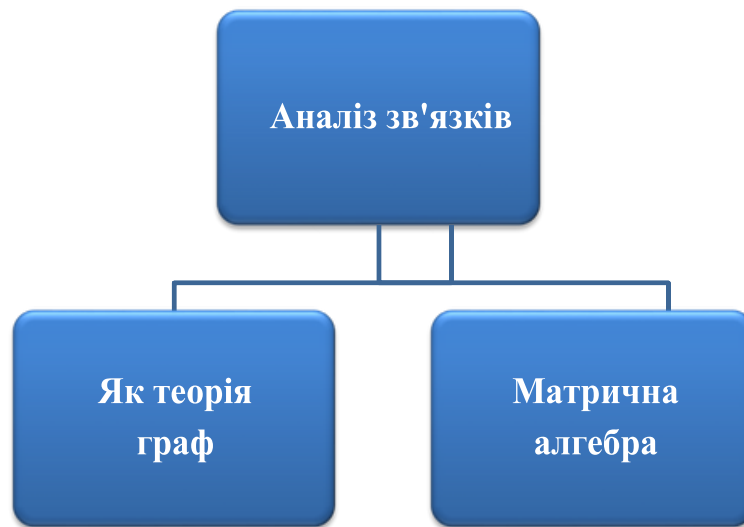 Аналіз зв'язків
Як теорія
граф
Матрична
алгебра